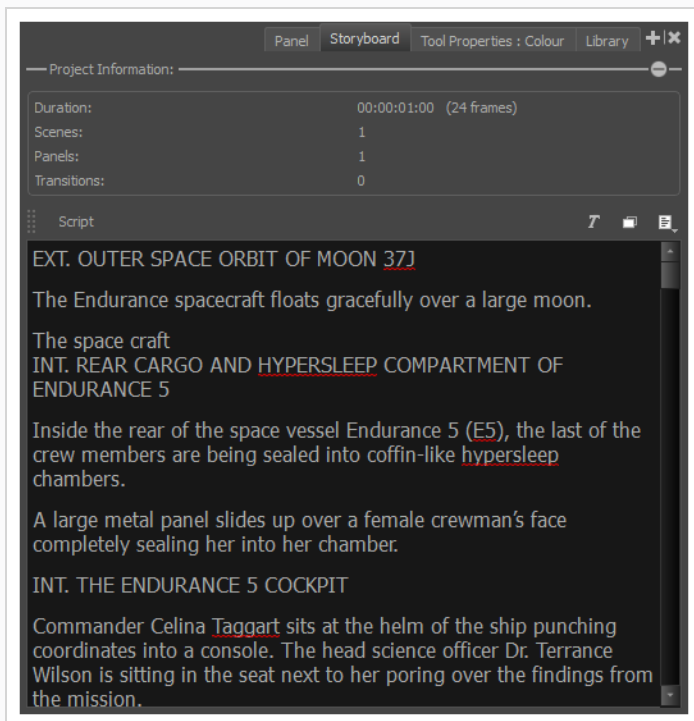 Panel Storyboard Tool Properties : Colour Library
Project Information:
Duration: 00:00:01:00 (24 frames)
Scenes: 1
Panels: 1
Transitions: 0
Script T
EXT. OUTER SPACE ORBIT OF MOON 37J
The Endurance spacecraft floats gracefully over a large moon.
The space craft
INT. REAR CARGO AND HYPERSLEEP COMPARTMENT OF
ENDURANCE 5
Inside the rear of the space vessel Endurance 5 (E5), the last of the
crew members are being sealed into coffin-like hypersleep
chambers.
A large metal panel slides up over a female crewman’s face
completely sealing her into her chamber.
INT. THE ENDURANCE 5 COCKPIT
Commander Celina Taggart sits at the helm of the ship punching
coordinates into a console. The head science officer Dr. Terrance
Wilson is sitting in the seat next to her poring over the findings from
the mission.